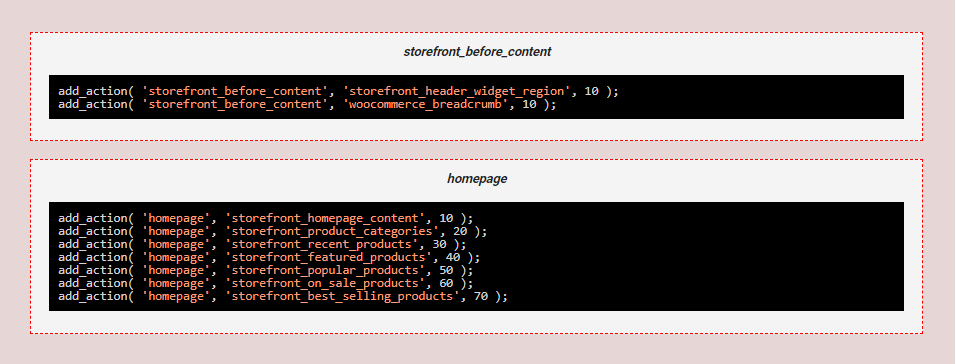 storefront_before_content
add_action( 'storefront_before_content', 'storefront_header_widget_region', 10 );
add_action( 'storefront_before_content', 'woocommerce_breadcrumb', 10 );
homepage
add_action( 'homepage', 'storefront_homepage_content', 10 );
add_action( 'homepage', 'storefront_product_categories', 20 );
add_action( 'homepage', 'storefront_recent_products', 30 );
add_action( 'homepage', 'storefront_featured_products', 40 );
add_action( 'homepage', 'storefront_popular_products', 50 );
add_action( 'homepage', 'storefront_on_sale_products', 60 );
add_action( 'homepage', 'storefront_best_selling_products', 70 );